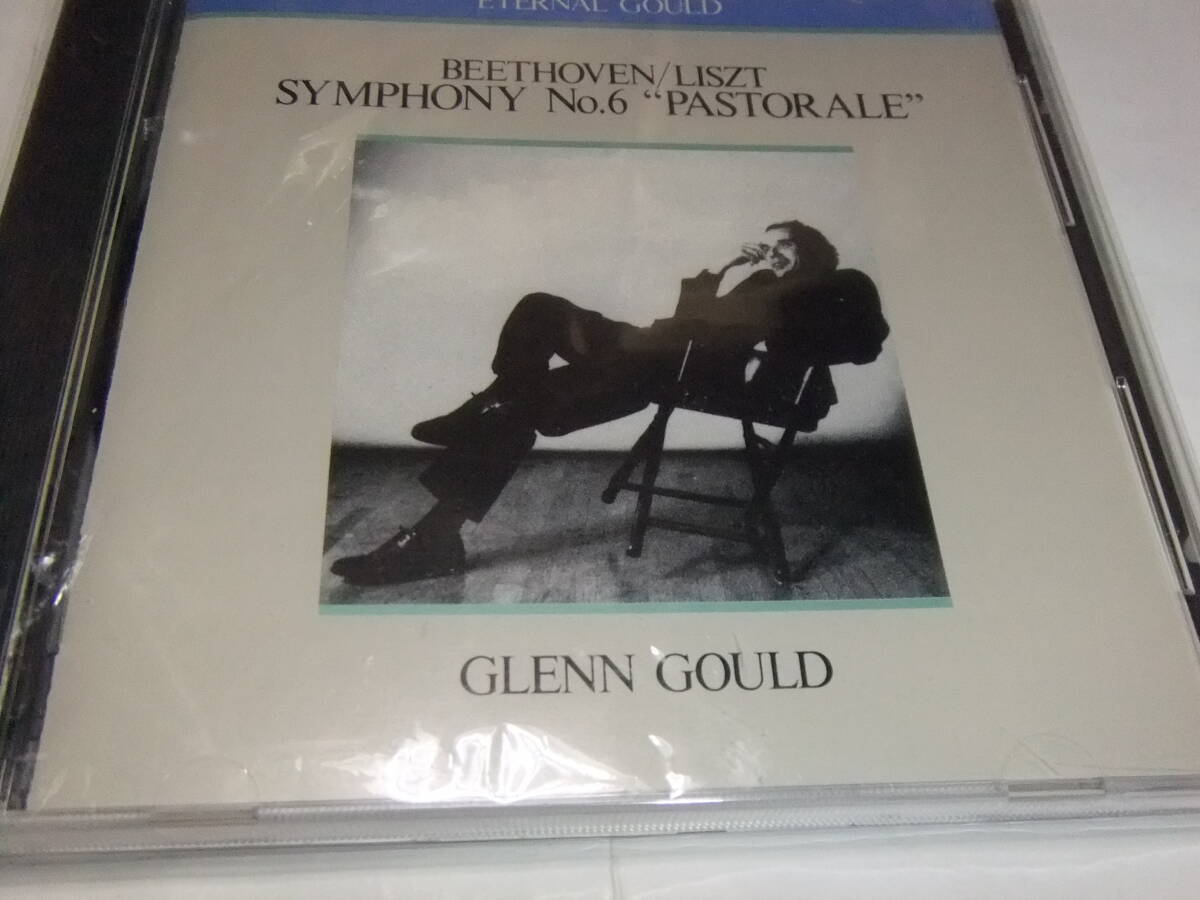 ETERNAL GOULD
BEETHOVEN/LISZT
SYMPHONY No.6 “PASTORALE”
GLENN GOULD